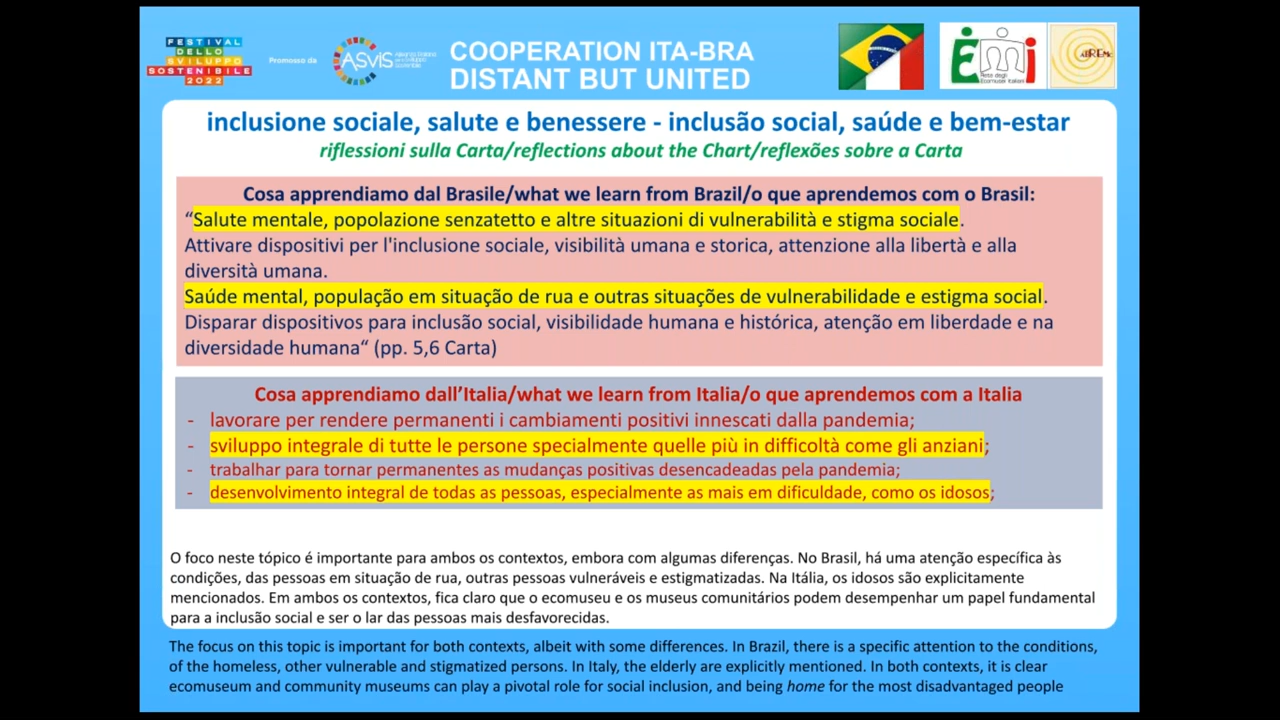 FESTIVAL
DELLO
SVILUPPO
SOSTENIBILE
2022
Promosso da
ASVIS
COOPERATION ITA-BRA
DISTANT BUT UNITED
inclusione sociale, salute e benessere - inclusão social, saúde e bem-estar
riflessioni sulla Carta/reflections about the Chart/reflexões sobre a Carta
Cosa apprendiamo dal Brasile/what we learn from Brazil/o que aprendemos com o Brasil:
“Salute mentale, popolazione senzatetto e altre situazioni di vulnerabilità e stigma sociale.
Attivare dispositivi per l'inclusione sociale, visibilità umana e storica, attenzione alla libertà e alla
diversità umana.
Saúde mental, população em situação de rua e outras situações de vulnerabilidade e estigma social.
Disparar dispositivos para inclusão social, visibilidade humana e histórica, atenção em liberdade e na
diversidade humana“ (pp. 5,6 Carta)
Cosa apprendiamo dall’Italia/what we learn from Italia/o que aprendemos com a Italia
- lavorare per rendere permanenti i cambiamenti positivi innescati dalla pandemia;
- sviluppo integrale di tutte le persone specialmente quelle più in difficoltà come gli anziani;
- trabalhar para tornar permanentes as mudanças positivas desencadeadas pela pandemia;
- desenvolvimento integral de todas as pessoas, especialmente as mais em dificuldade, como os idosos;
O foco neste tópico é importante para ambos os contextos, embora com algumas diferenças. No Brasil, há uma atenção específica às
condições, das pessoas em situação de rua, outras pessoas vulneráveis e estigmatizadas. Na Itália, os idosos são explicitamente
mencionados. Em ambos os contextos, fica claro que o ecomuseu e os museus comunitários podem desempenhar um papel fundamental
para a inclusão social e ser o lar das pessoas mais desfavorecidas.
The focus on this topic is important for both contexts, albeit with some differences. In Brazil, there is a specific attention to the conditions,
of the homeless, other vulnerable and stigmatized persons. In Italy, the elderly are explicitly mentioned. In both contexts, it is clear
ecomuseum and community museums can play a pivotal role for social inclusion, and being home for the most disadvantaged people